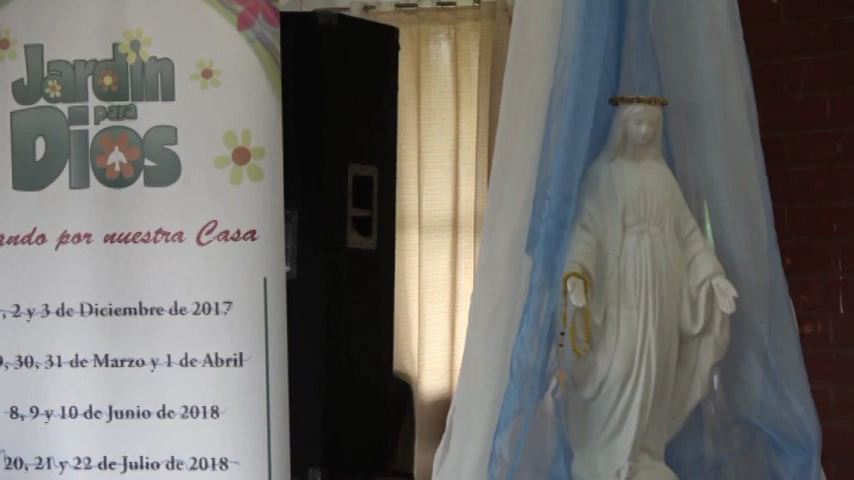 Jardín
para
Dios
por nuestra Casa
2 y 3 de Diciembre de 2017
30, 31 de Marzo y 1 de Abril
8, 9 y 10 de Junio de 2018
20, 21 y 22 de Julio de 2018